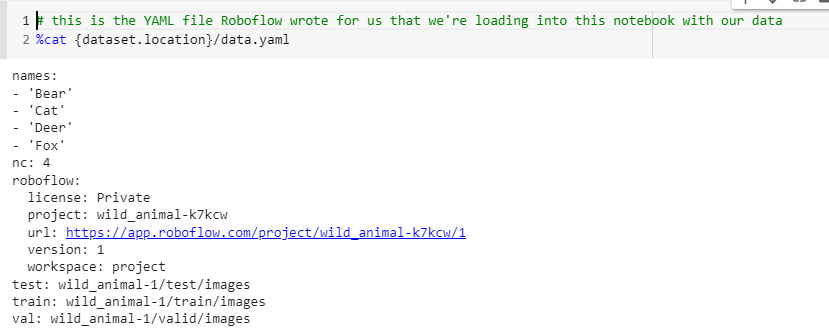 1 # this is the YAML file Roboflow wrote for us that we're loading into this notebook with our data
2 %cat {dataset.location}/data.yaml
names:
- 'Bear'
- 'Cat'
- 'Deer'
- 'Fox'
nc: 4
roboflow:
  license: Private
  project: wild_animal-k7kcw
  url: https://app.roboflow.com/project/wild_animal-k7kcw/1
  version: 1
  workspace: project
test: wild_animal-1/test/images
train: wild_animal-1/train/images
val: wild_animal-1/valid/images